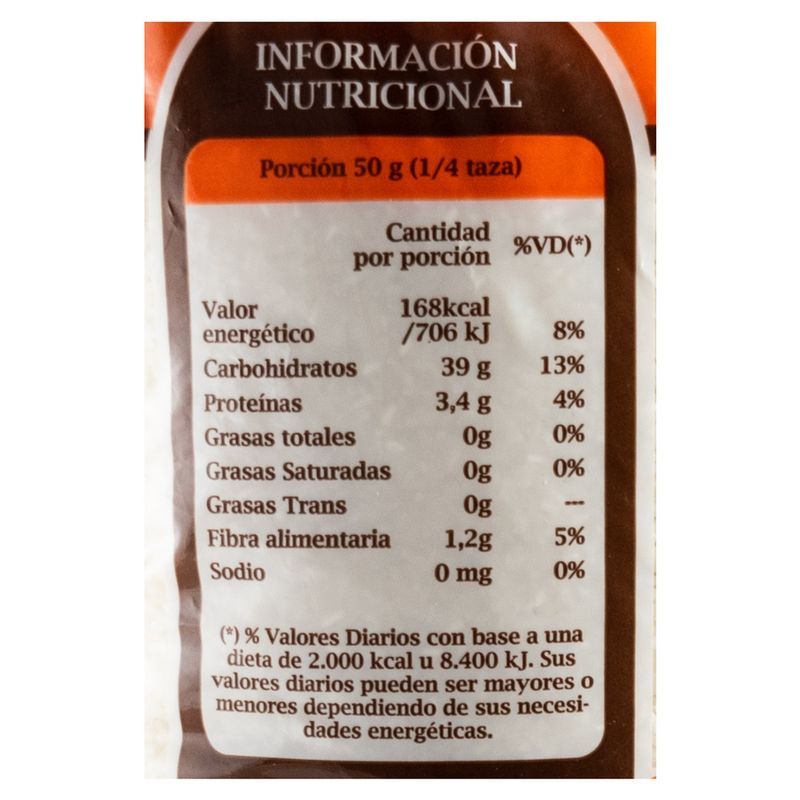 INFORMACIÓN
NUTRICIONAL
Porción 50 g (1/4 taza)
Cantidad
por porción %VD(*)
Valor
energético 168kcal
/706 kJ 8%
Carbohidratos 39 g 13%
Proteínas 3,4 g 4%
Grasas totales 0g 0%
Grasas Saturadas 0g 0%
Grasas Trans 0g ---
Fibra alimentaria 1,2g 5%
Sodio 0 mg 0%
(*) % Valores Diarios con base a una
dieta de 2.000 kcal u 8.400 kJ. Sus
valores diarios pueden ser mayores o
menores dependiendo de sus necesi-
dades energéticas.